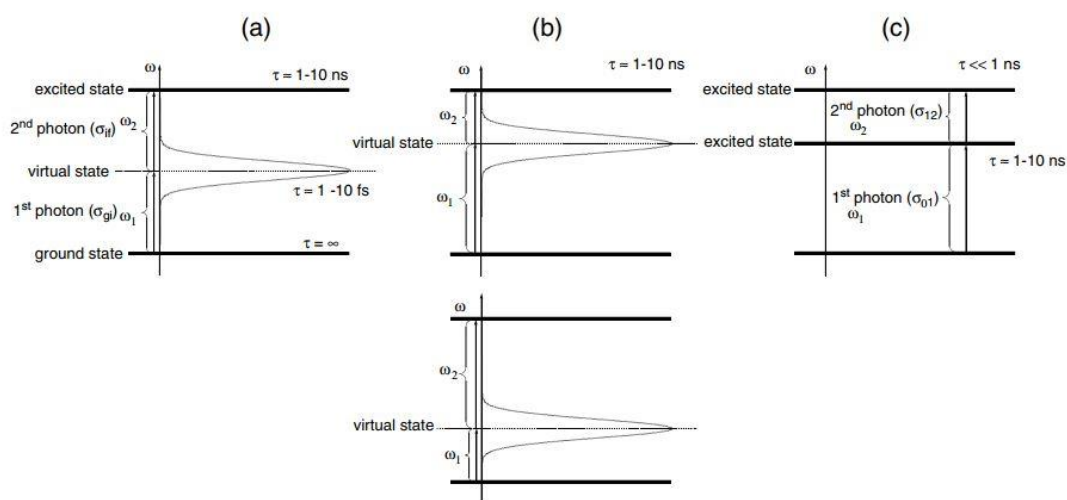 (a)
ω
τ = 1-10 ns
excited state
2nd photon (σif) ω2
virtual state
τ = 1 -10 fs
1st photon (σgi) ω1
τ = ∞
ground state
(b)
ω
τ = 1-10 ns
ω2
virtual state
ω1
ω
ω2
virtual state
ω1
(c)
ω
τ << 1 ns
excited state
2nd photon (σ12)
ω2
excited state
τ = 1-10 ns
1st photon (σ01)
ω1